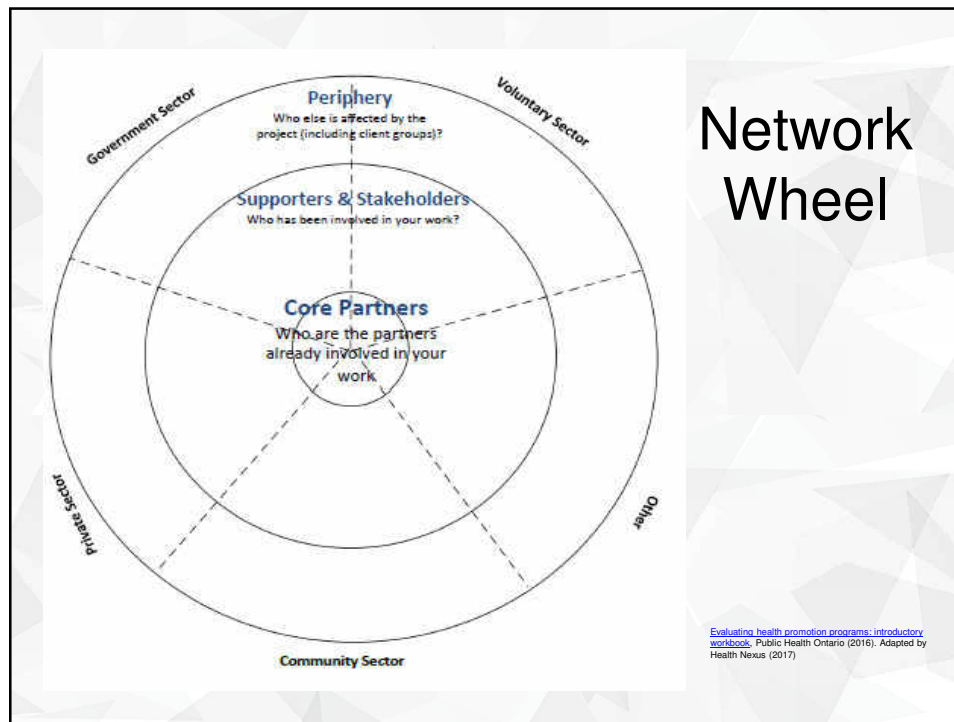 Network
Wheel
Government Sector
Voluntary Sector
Periphery
Who else is affected by the
project (including client groups)?
Supporters & Stakeholders
Who has been involved in your work?
Core Partners
Who are the partners
already involved in your
work
Private Sector
Other
Community Sector
Evaluating health promotion programs: introductory
workbook, Public Health Ontario (2016). Adapted by
Health Nexus (2017)